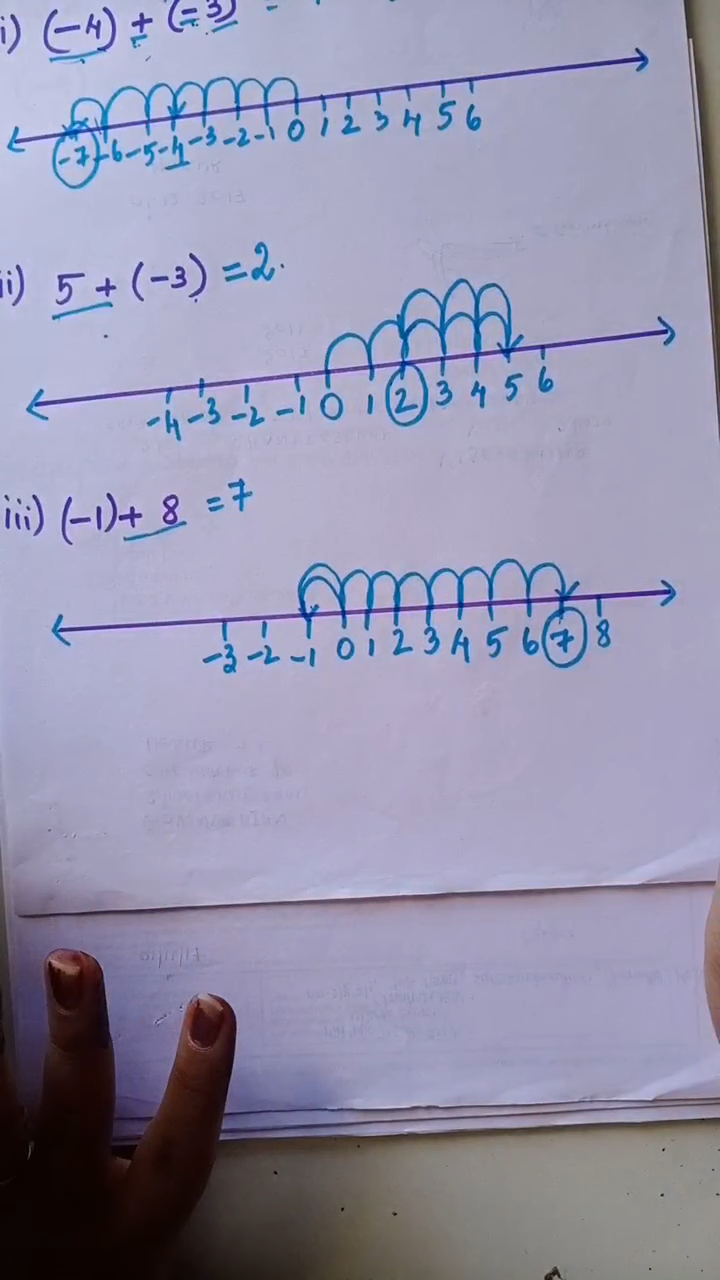 i) (-4) + (-3) =
-7 -6 -5 -4 -3 -2 -1 0 1 2 3 4 5 6
ii) 5 + (-3) = 2.
-4 -3 -2 -1 0 1 2 3 4 5 6
iii) (-1) + 8 = 7
-3 -2 -1 0 1 2 3 4 5 6 7 8